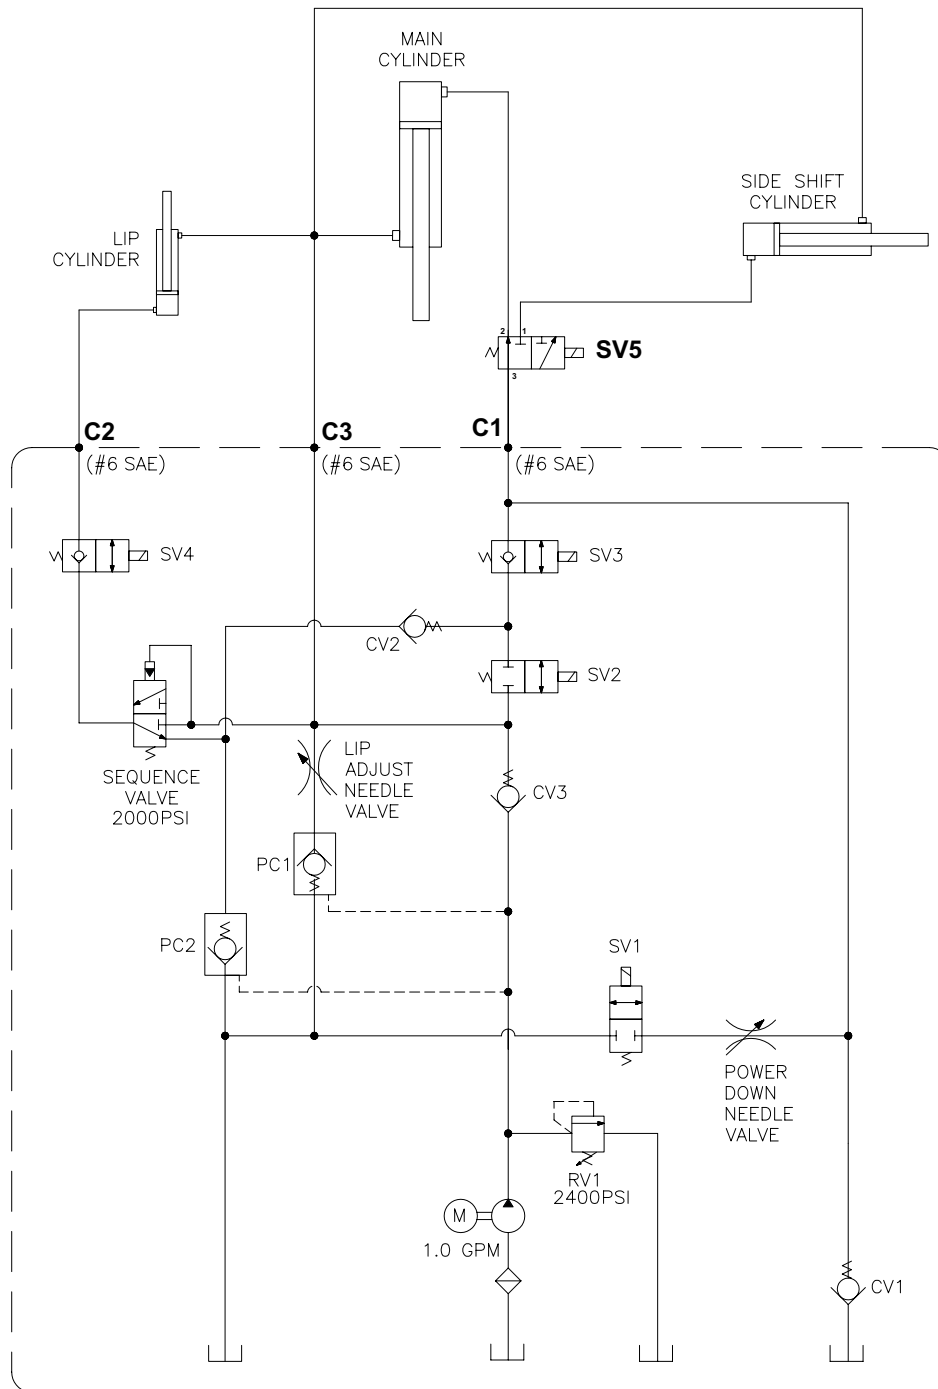 MAIN
CYLINDER
SIDE SHIFT
CYLINDER
LIP
CYLINDER
2 1
SV5
3
C2
C3
C1
(#6 SAE)
(#6 SAE)
(#6 SAE)
SV4
SV3
CV2
SV2
LIP
ADJUST
NEEDLE
VALVE
SEQUENCE
VALVE
2000PSI
CV3
PC1
PC2
SV1
POWER
DOWN
NEEDLE
VALVE
RV1
2400PSI
M
1.0 GPM
CV1